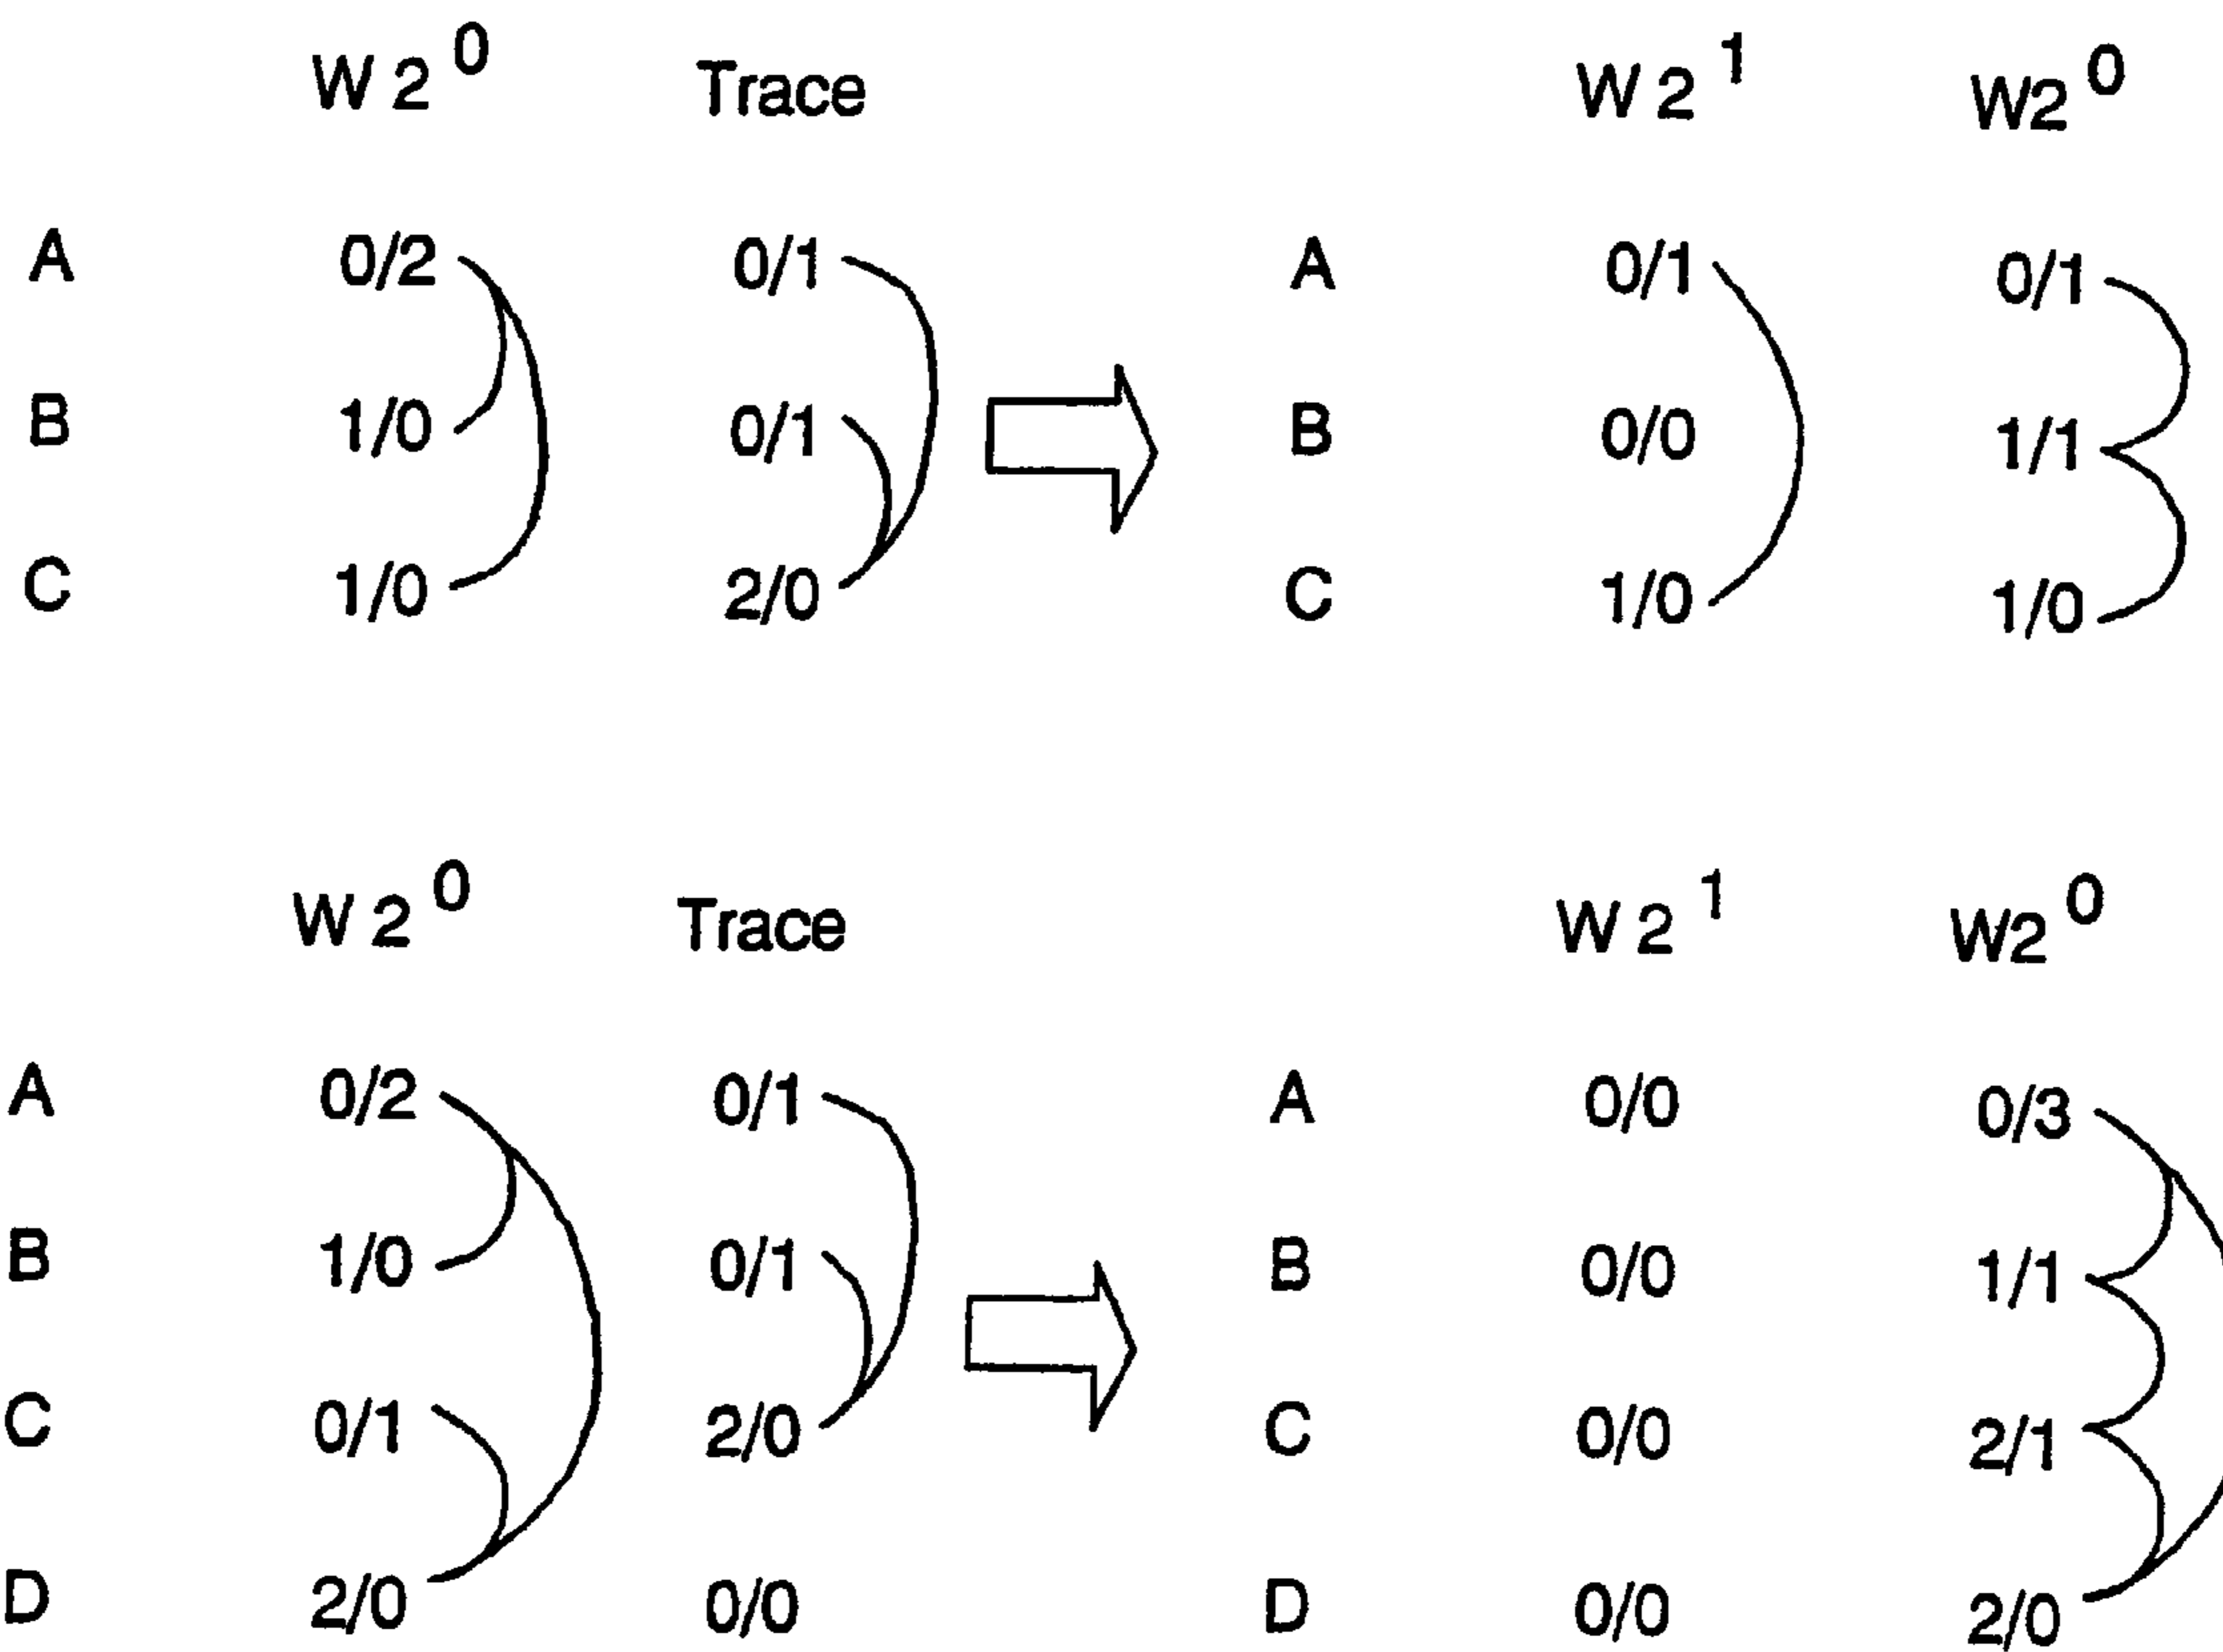 W 2 0 Trace W 2 1 W2 0
A 0/2 0/1 A 0/1 0/1
B 1/0 0/1 B 0/0 1/1
C 1/0 2/0 C 1/0 1/0
W 2 0 Trace W 2 1 W2 0
A 0/2 0/1 A 0/0 0/3
B 1/0 0/1 B 0/0 1/1
C 0/1 2/0 C 0/0 2/1
D 2/0 0/0 D 0/0 2/0